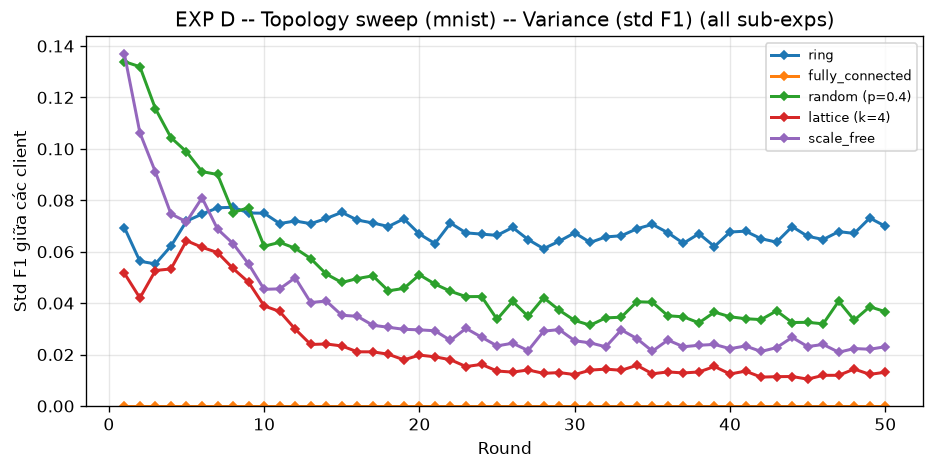 EXP D -- Topology sweep (mnist) -- Variance (std F1) (all sub-exps)
ring
fully_connected
random (p=0.4)
lattice (k=4)
scale_free
Std F1 giữa các client
0.14
0.12
0.10
0.08
0.06
0.04
0.02
0.00
0 10 20 30 40 50
Round